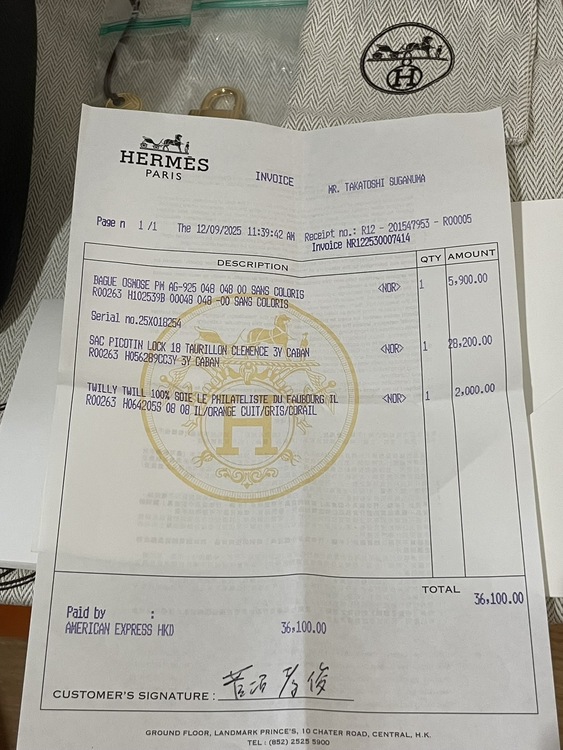 HERMÈS
PARIS
INVOICE
MR. TAKATOSHI SUGANUMA
Page n 1 /1 The 12/09/2025 11:39:42 AM Receipt no.: R12 - 201547953 - R00005
Invoice NR122530007414
DESCRIPTION QTY AMOUNT
BAGUE OSMOSE PM AG-925 048 048 00 SANS COLORIS <NOR> 1 5,900.00
R00263 H102539B 00048 048 -00 SANS COLORIS
Serial no.25X018254
SAC PICOTIN LOCK 18 TAURILLON CLEMENCE 3Y CABAN <NOR> 1 28,200.00
R00263 H056289CC3Y 3Y CABAN
TWILLY TWILL 100% SOIE LE PHILATELISTE DU FAUBOURG IL <NOR> 1 2,000.00
R00263 H064205S 08 08 IL/ORANGE CUIT/GRIS/CORAIL
TOTAL 36,100.00
Paid by :
AMERICAN EXPRESS HKD 36,100.00
CUSTOMER'S SIGNATURE : 菅沼 孝俊
GROUND FLOOR, LANDMARK PRINCE'S, 10 CHATER ROAD, CENTRAL, H.K.
TEL : (852) 2525 5900